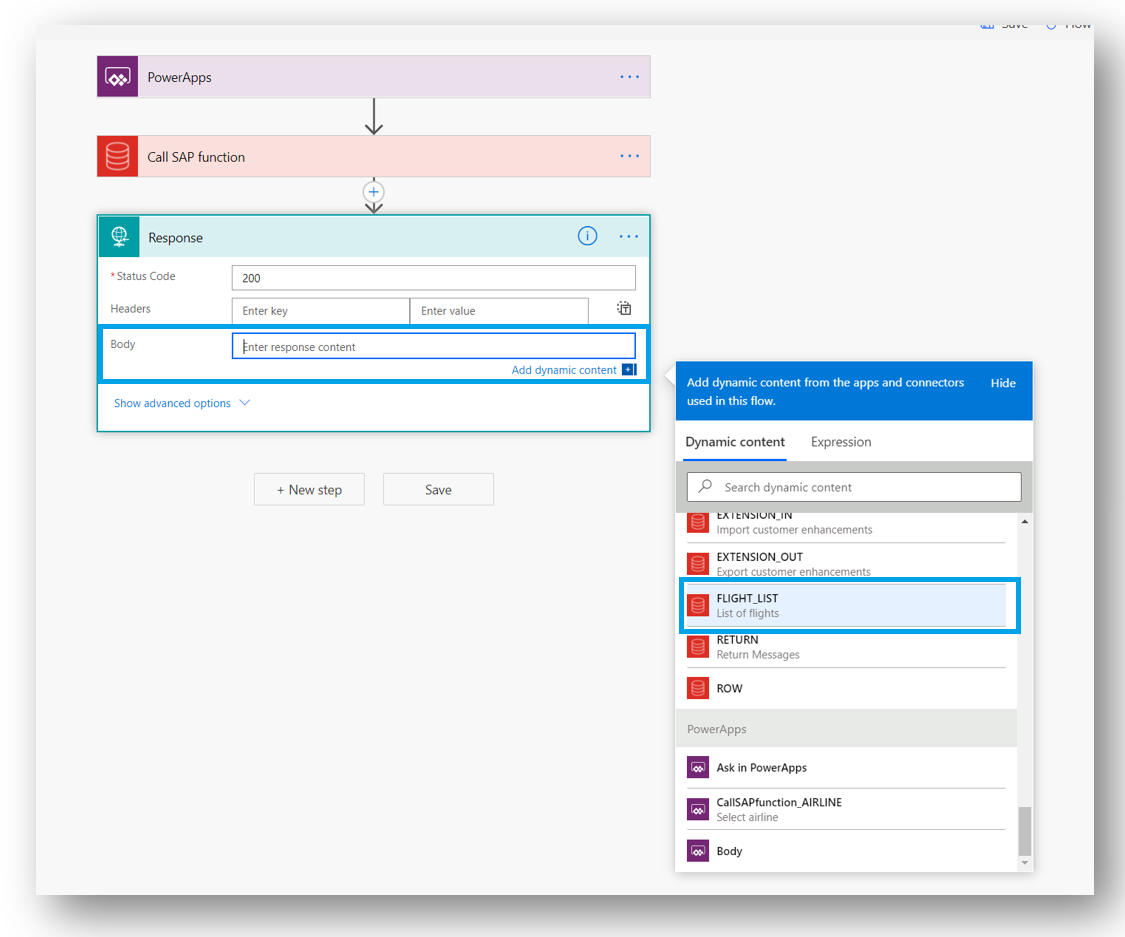 Save Flow
PowerApps
Call SAP function
Response
*Status Code
200
Headers
Enter key
Enter value
Body
Enter response content
Add dynamic content
Show advanced options
+ New step
Save
Add dynamic content from the apps and connectors
used in this flow.
Hide
Dynamic content
Expression
Search dynamic content
EXTENSION_IN
Import customer enhancements
EXTENSION_OUT
Export customer enhancements
FLIGHT_LIST
List of flights
RETURN
Return Messages
ROW
PowerApps
Ask in PowerApps
CallSAPfunction_AIRLINE
Select airline
Body